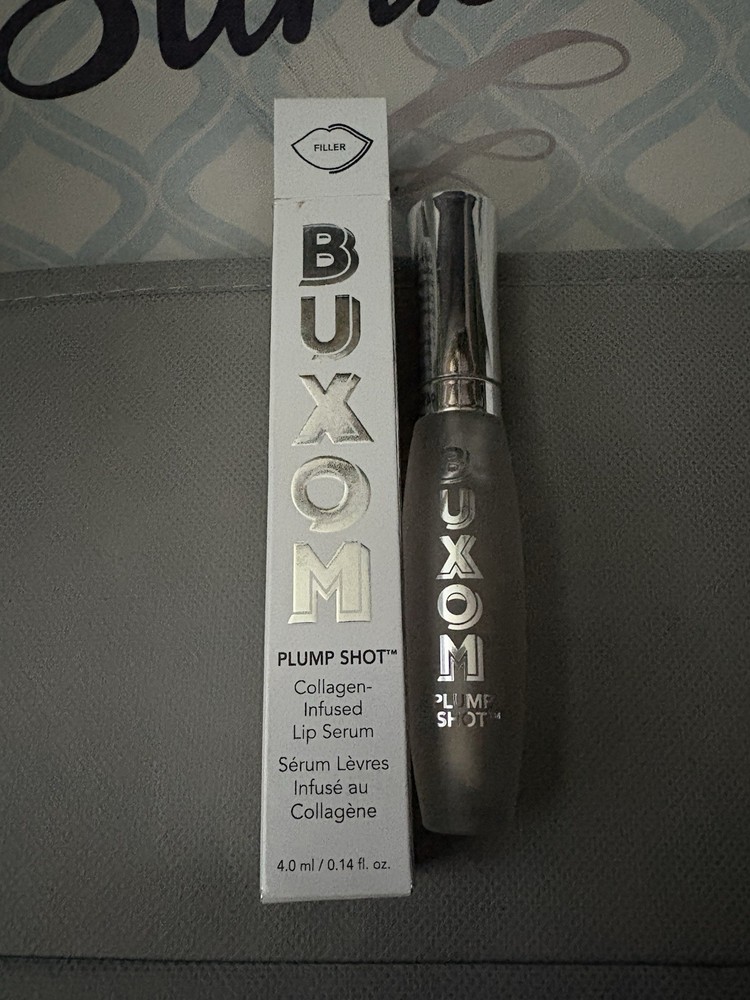 FILLER
BUXOM
PLUMP SHOT™
Collagen-
Infused
Lip Serum
Sérum Lèvres
Infusé au
Collagène
4.0 ml / 0.14 fl. oz.
BUXOM
PLUMP
SHOT™